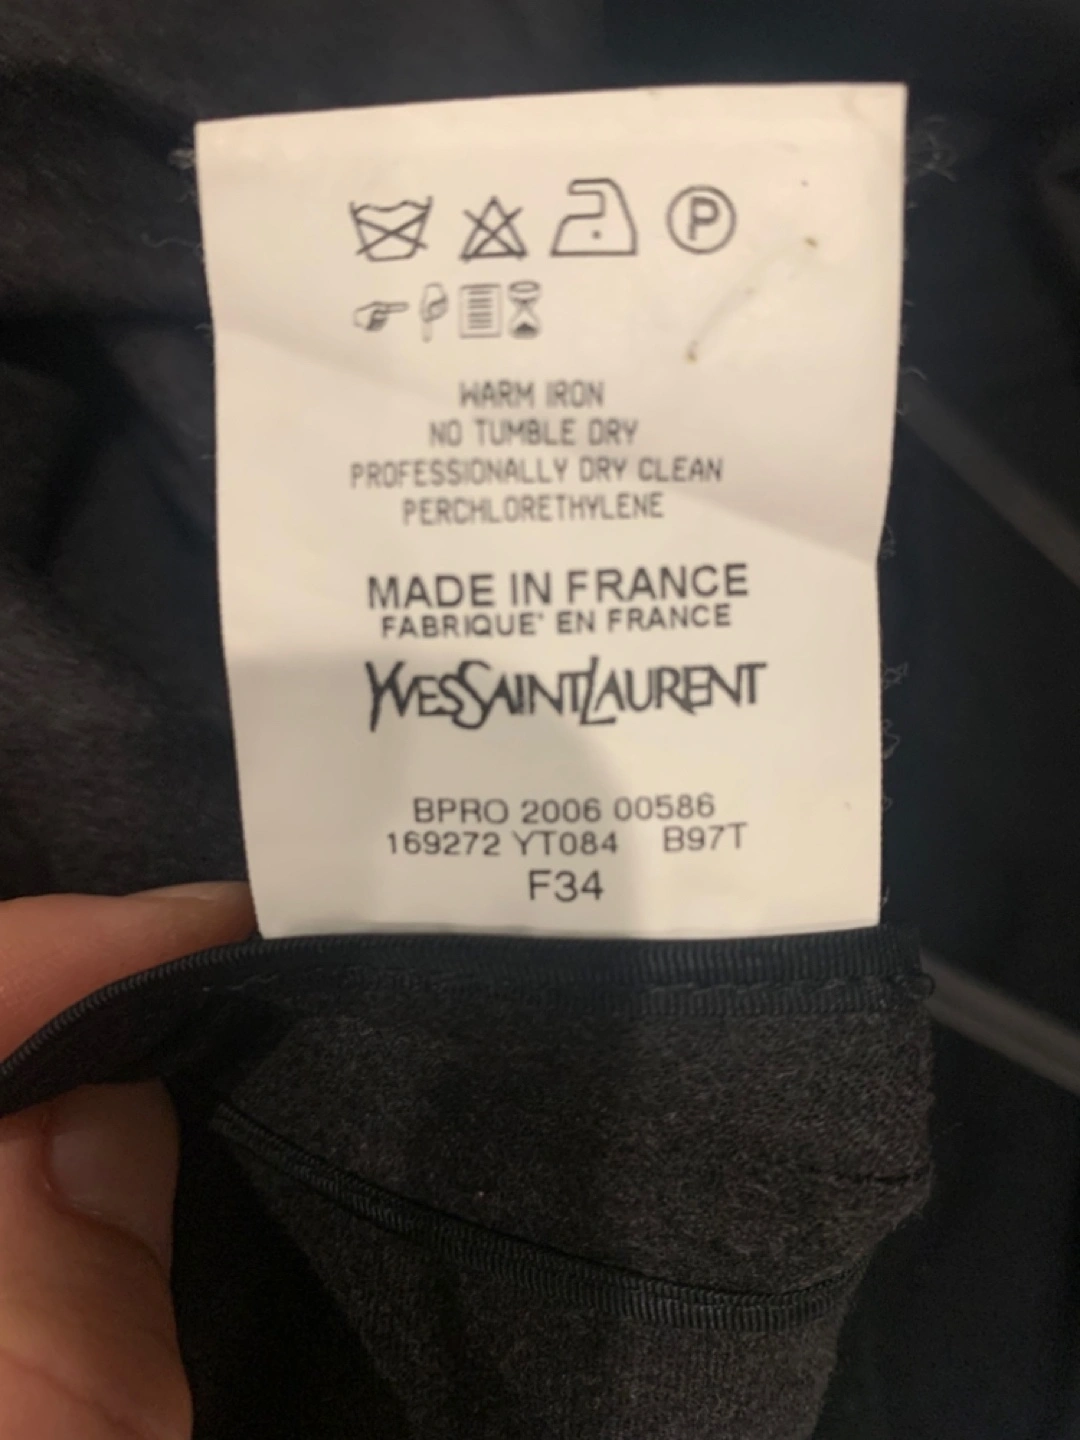 P
WARM IRON
NO TUMBLE DRY
PROFESSIONALLY DRY CLEAN
PERCHLORETHYLENE
MADE IN FRANCE
FABRIQUE' EN FRANCE
YVESSAINTLAURENT
BPRO 2006 00586
169272 YT084 B97T
F34